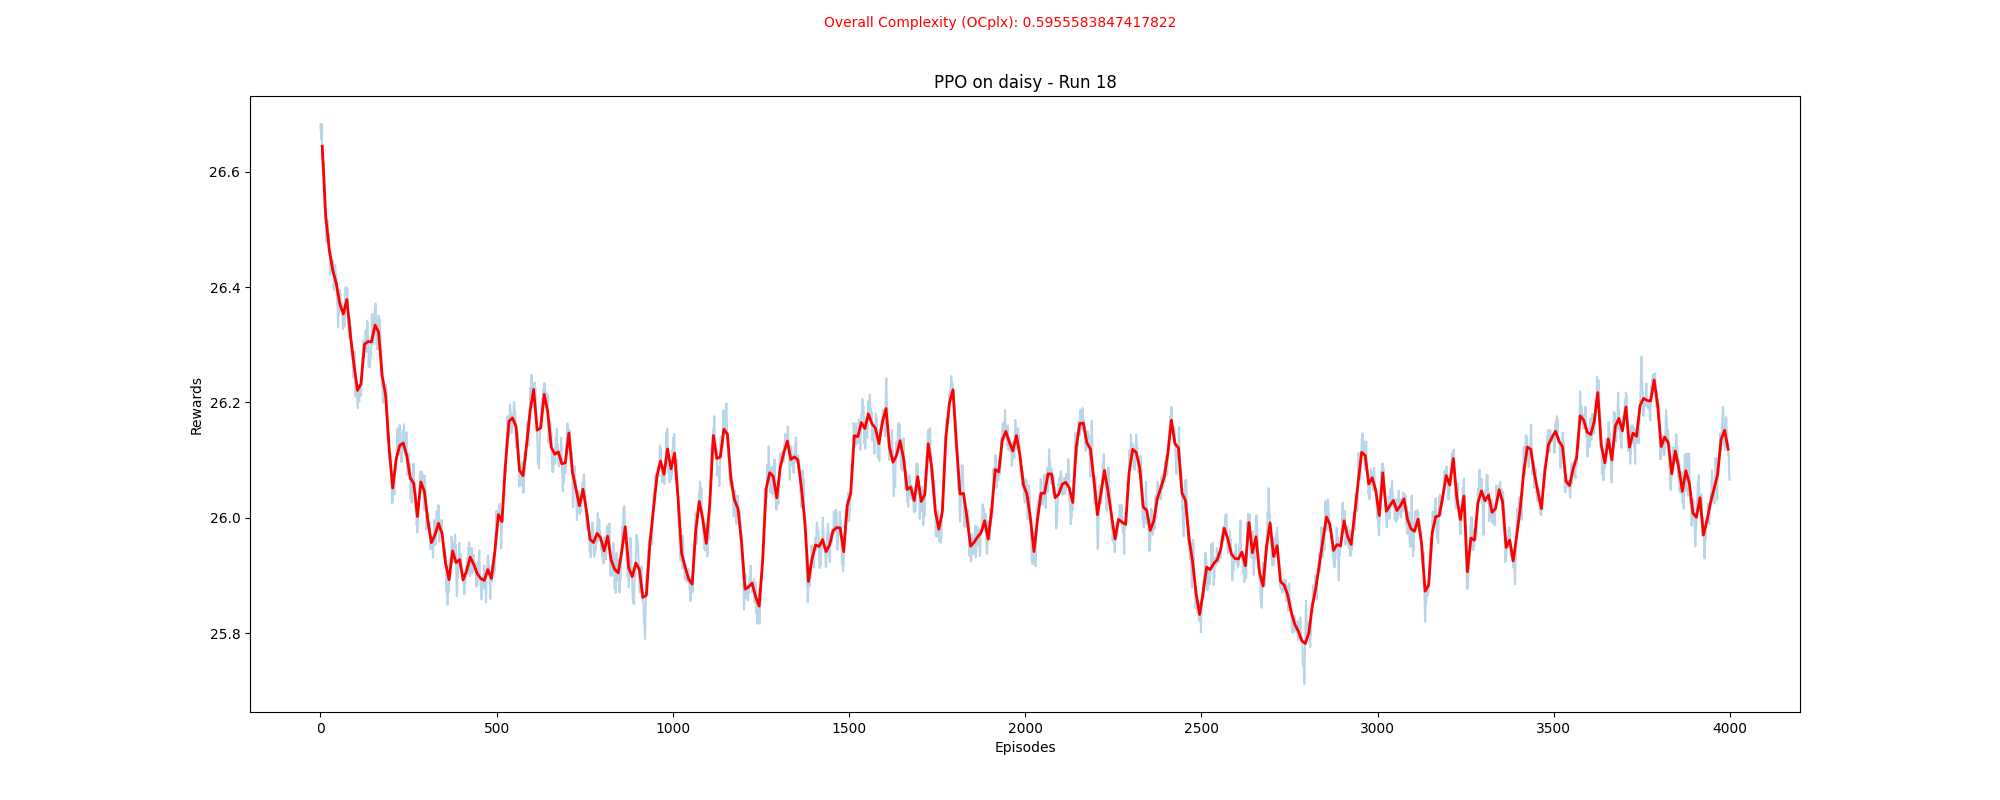 Overall Complexity (OCplx): 0.5955583847417822
PPO on daisy - Run 18
Rewards
26.6
26.4
26.2
26.0
25.8
0 500 1000 1500 2000 2500 3000 3500 4000
Episodes